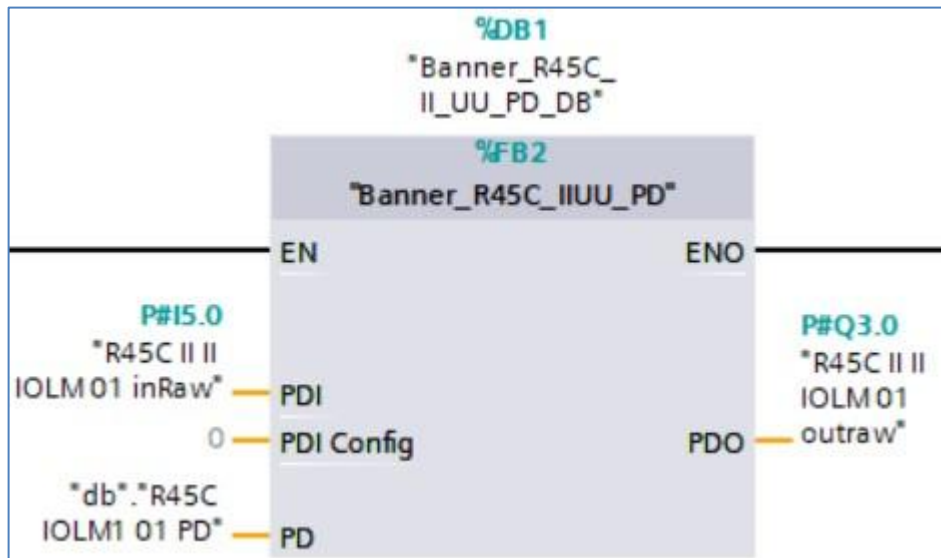 %DB1
"Banner_R45C_
II_UU_PD_DB"
%FB2
"Banner_R45C_IIUU_PD"
EN
ENO
P#I5.0
"R45C II II
IOLM 01 inRaw"
PDI
0
PDI Config
"db"."R45C
IOLM1 01 PD"
PD
P#Q3.0
"R45C II II
IOLM 01
outraw"
PDO